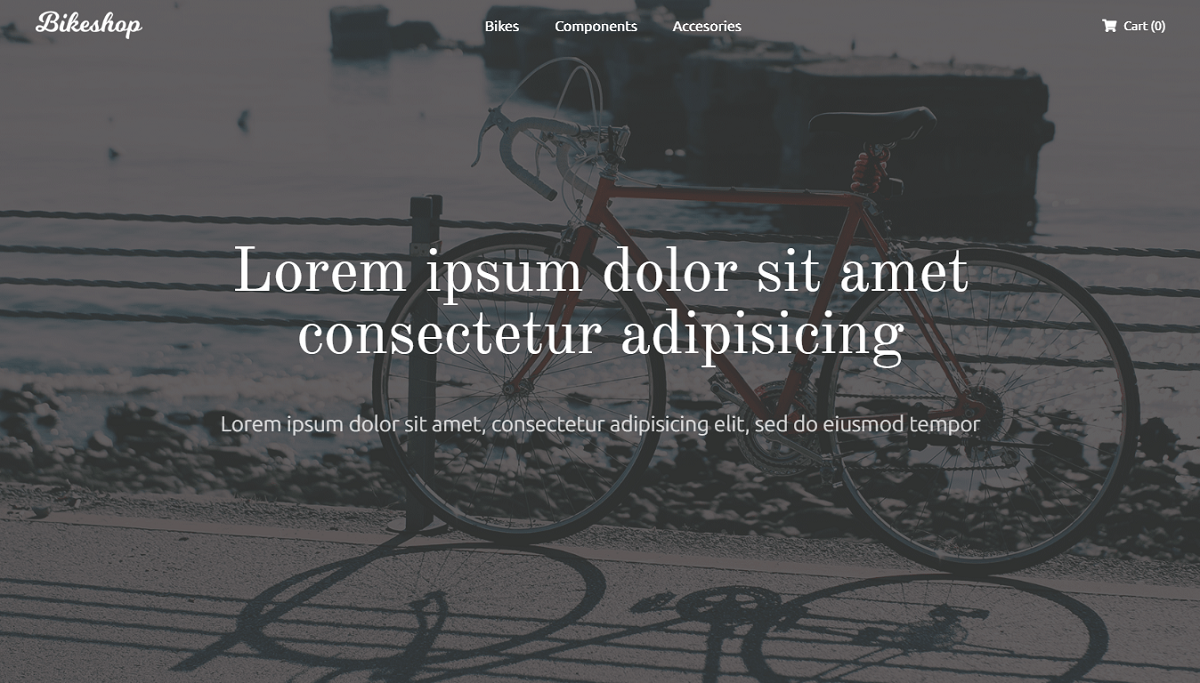 Bikeshop
Bikes
Components
Accesories
Cart (0)
Lorem ipsum dolor sit amet
consectetur adipisicing
Lorem ipsum dolor sit amet, consectetur adipisicing elit, sed do eiusmod tempor